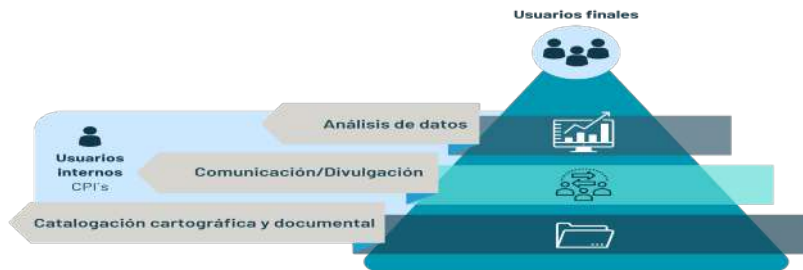 Usuarios finales
Análisis de datos
Usuarios
Internos
CPI's
Comunicación/Divulgación
Catalogación cartográfica y documental